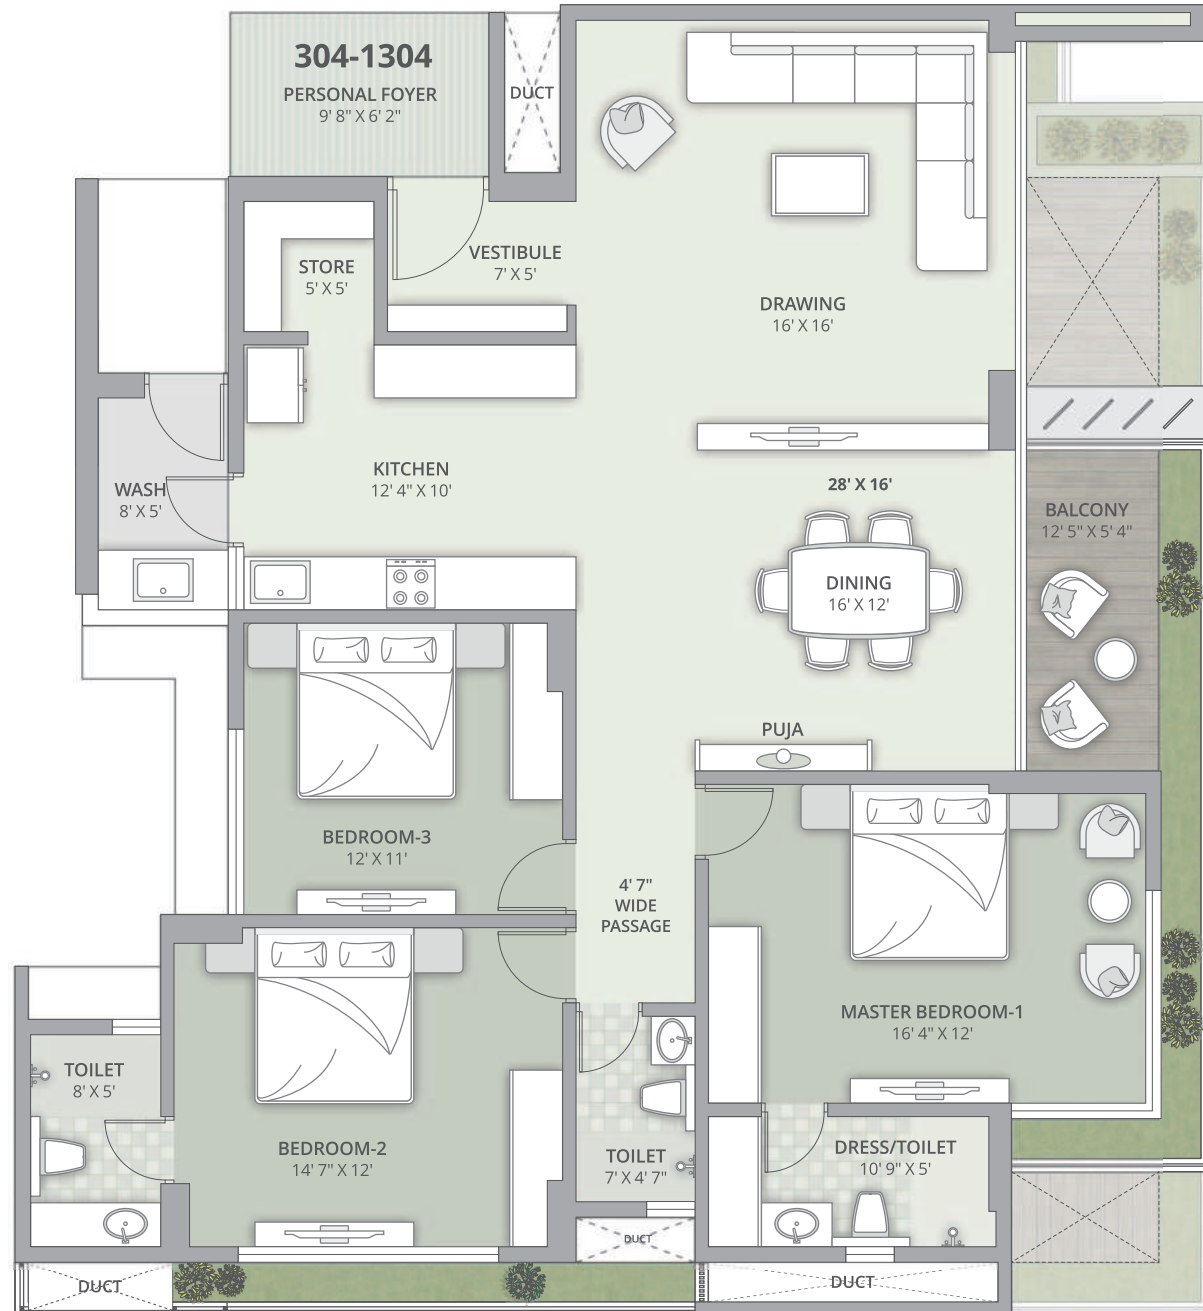 304-1304
PERSONAL FOYER
9' 8" X 6' 2"
DUCT
VESTIBULE
7' X 5'
STORE
5' X 5'
DRAWING
16' X 16'
KITCHEN
12' 4" X 10'
WASH
8' X 5'
28' X 16'
BALCONY
12' 5" X 5' 4"
DINING
16' X 12'
PUJA
BEDROOM-3
12' X 11'
4' 7"
WIDE
PASSAGE
MASTER BEDROOM-1
16' 4" X 12'
TOILET
8' X 5'
BEDROOM-2
14' 7" X 12'
TOILET
7' X 4' 7"
DRESS/TOILET
10' 9" X 5'
DUCT
DUCT
DUCT